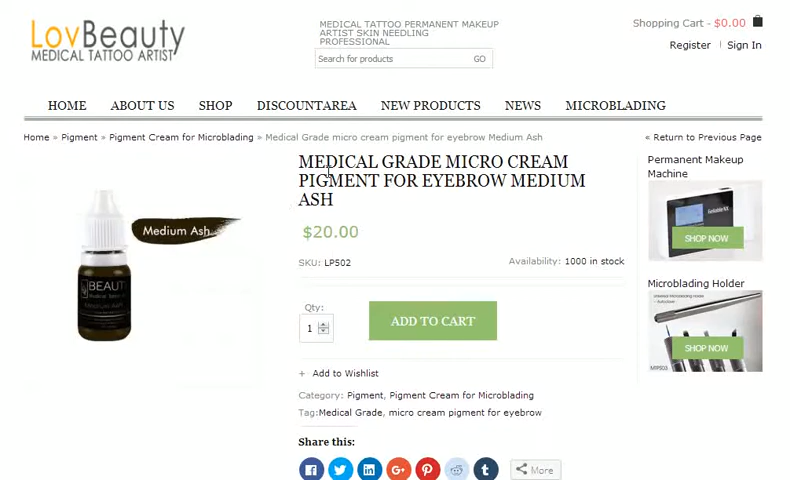 LovBeauty
MEDICAL TATTOO ARTIST
MEDICAL TATTOO PERMANENT MAKEUP
ARTIST SKIN NEEDLING
PROFESSIONAL
Search for products GO
Shopping Cart - $0.00
Register | Sign In
HOME ABOUT US SHOP DISCOUNTAREA NEW PRODUCTS NEWS MICROBLADING
Home » Pigment » Pigment Cream for Microblading » Medical Grade micro cream pigment for eyebrow Medium Ash
« Return to Previous Page
Medium Ash
BEAUT
MEDICAL GRADE MICRO CREAM
PIGMENT FOR EYEBROW MEDIUM
ASH
$20.00
SKU: LP502
Availability: 1000 in stock
Qty:
1
ADD TO CART
+ Add to Wishlist
Category: Pigment, Pigment Cream for Microblading
Tag:Medical Grade, micro cream pigment for eyebrow
Share this:
More
Permanent Makeup
Machine
SHOP NOW
Microblading Holder
SHOP NOW